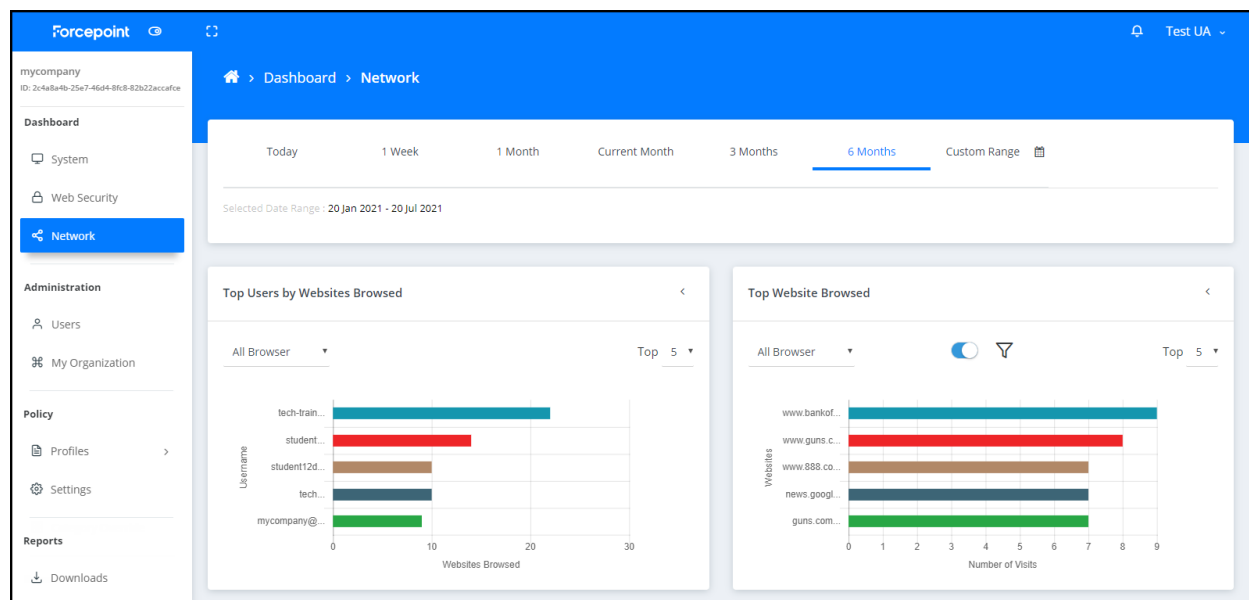 Forcepoint
Test UA
mycompany
ID: 2c4a8a4b-25e7-46d4-8fc8-82b22accafce
Dashboard > Network
Dashboard
System
Web Security
Network
Administration
Users
My Organization
Policy
Profiles
Settings
Reports
Downloads
Today 1 Week 1 Month Current Month 3 Months 6 Months Custom Range
Selected Date Range : 20 Jan 2021 - 20 Jul 2021
Top Users by Websites Browsed
All Browser
Top 5
Username
tech-train...
student...
student12d...
tech...
mycompany@...
0 10 20 30
Websites Browsed
Top Website Browsed
All Browser
Top 5
Websites
www.bankof...
www.guns.c...
www.888.co...
news.googl...
guns.com...
0 1 2 3 4 5 6 7 8 9
Number of Visits